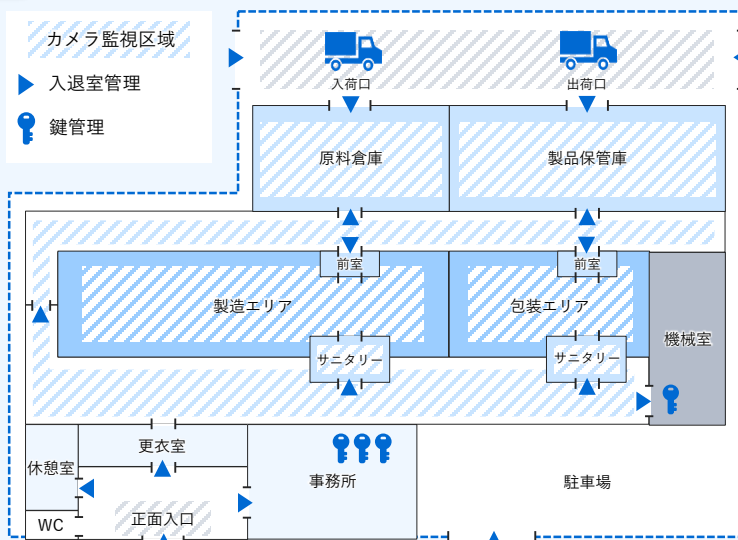 カメラ監視区域
入退室管理
鍵管理
入荷口
出荷口
原料倉庫
製品保管庫
前室
前室
製造エリア
包装エリア
機械室
サニタリー
サニタリー
更衣室
休憩室
事務所
駐車場
正面入口
WC